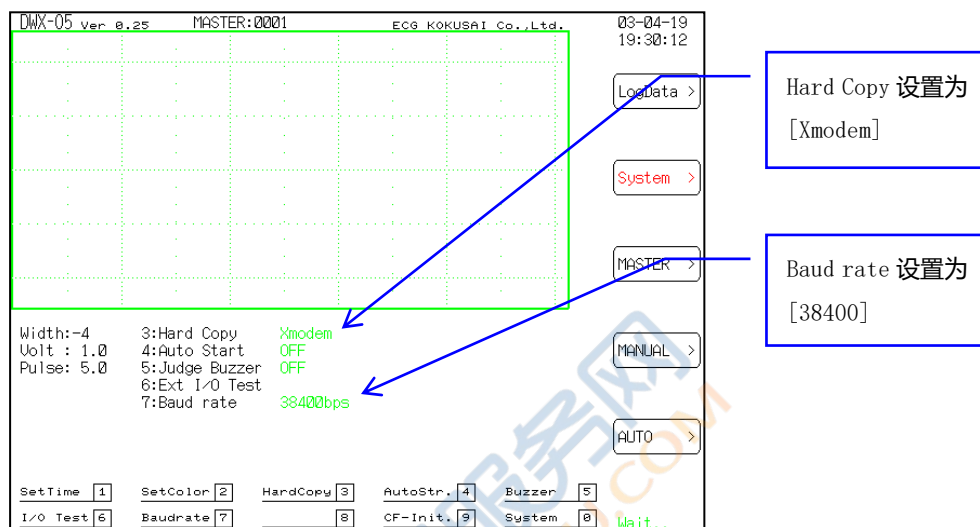 DWX-05 Ver 0.25 MASTER:0001 ECG KOKUSAI Co.,Ltd. 03-04-19
19:30:12
LogData >
Hard Copy 设置为
[Xmodem]
System >
MASTER >
Baud rate 设置为
[38400]
Width:-4 3:Hard Copy Xmodem
Volt : 1.0 4:Auto Start OFF
Pulse: 5.0 5:Judge Buzzer OFF
6:Ext I/O Test
7:Baud rate 38400bps
MANUAL >
AUTO >
SetTime 1 SetColor 2 HardCopy 3 AutoStr. 4 Buzzer 5
I/O Test 6 Baudrate 7 8 CF-Init. 9 System 0
Wait..
服务网
.COM